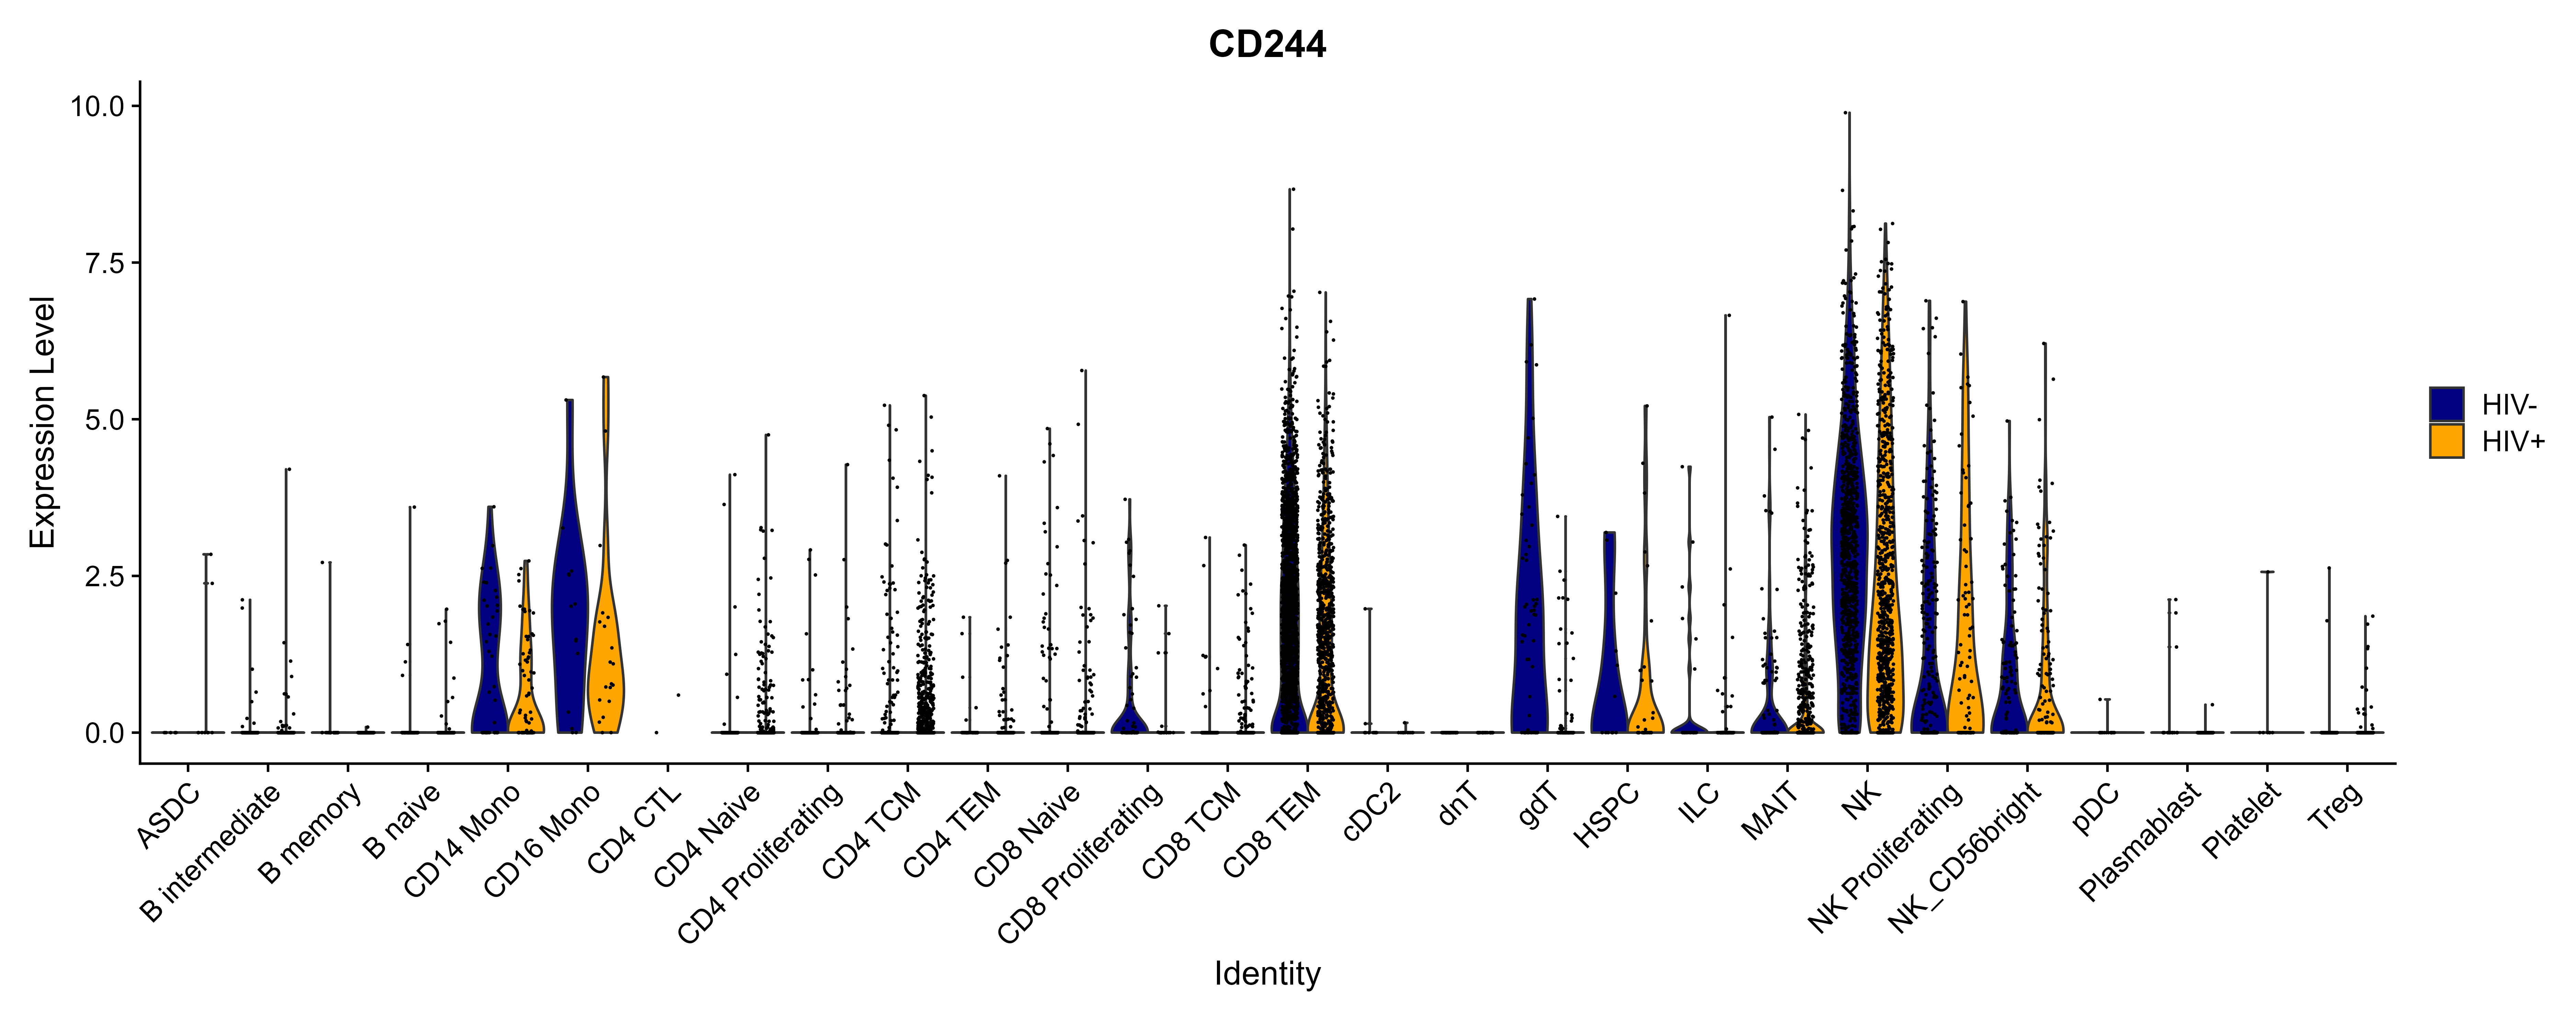 CD244
10.0
7.5
5.0
2.5
0.0
Expression Level
ASDC
B intermediate
B memory
B naive
CD14 Mono
CD16 Mono
CD4 CTL
CD4 Naive
CD4 Proliferating
CD4 TCM
CD4 TEM
CD8 Naive
CD8 Proliferating
CD8 TCM
CD8 TEM
cDC2
dnT
gdT
HSPC
ILC
MAIT
NK
NK Proliferating
NK_CD56bright
pDC
Plasmablast
Platelet
Treg
Identity
HIV-
HIV+